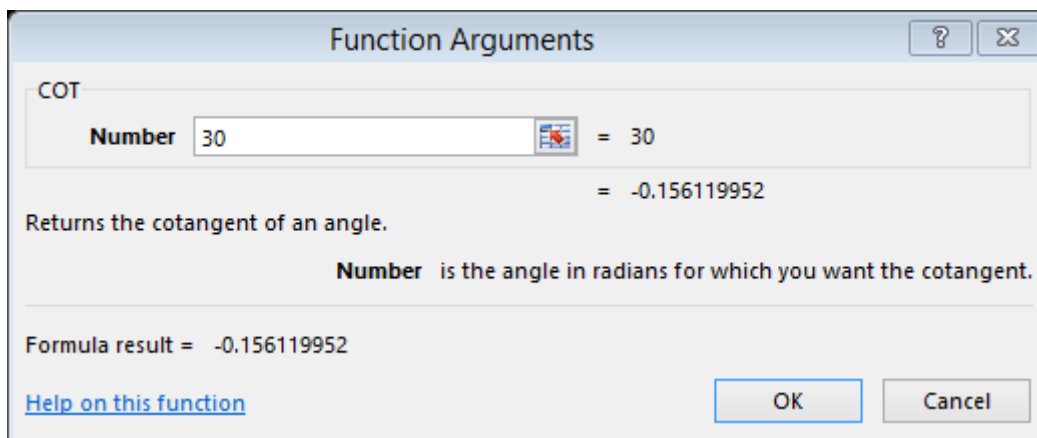 Function Arguments
COT
Number 30 = 30
= -0.156119952
Returns the cotangent of an angle.
Number is the angle in radians for which you want the cotangent.
Formula result = -0.156119952
Help on this function
OK Cancel